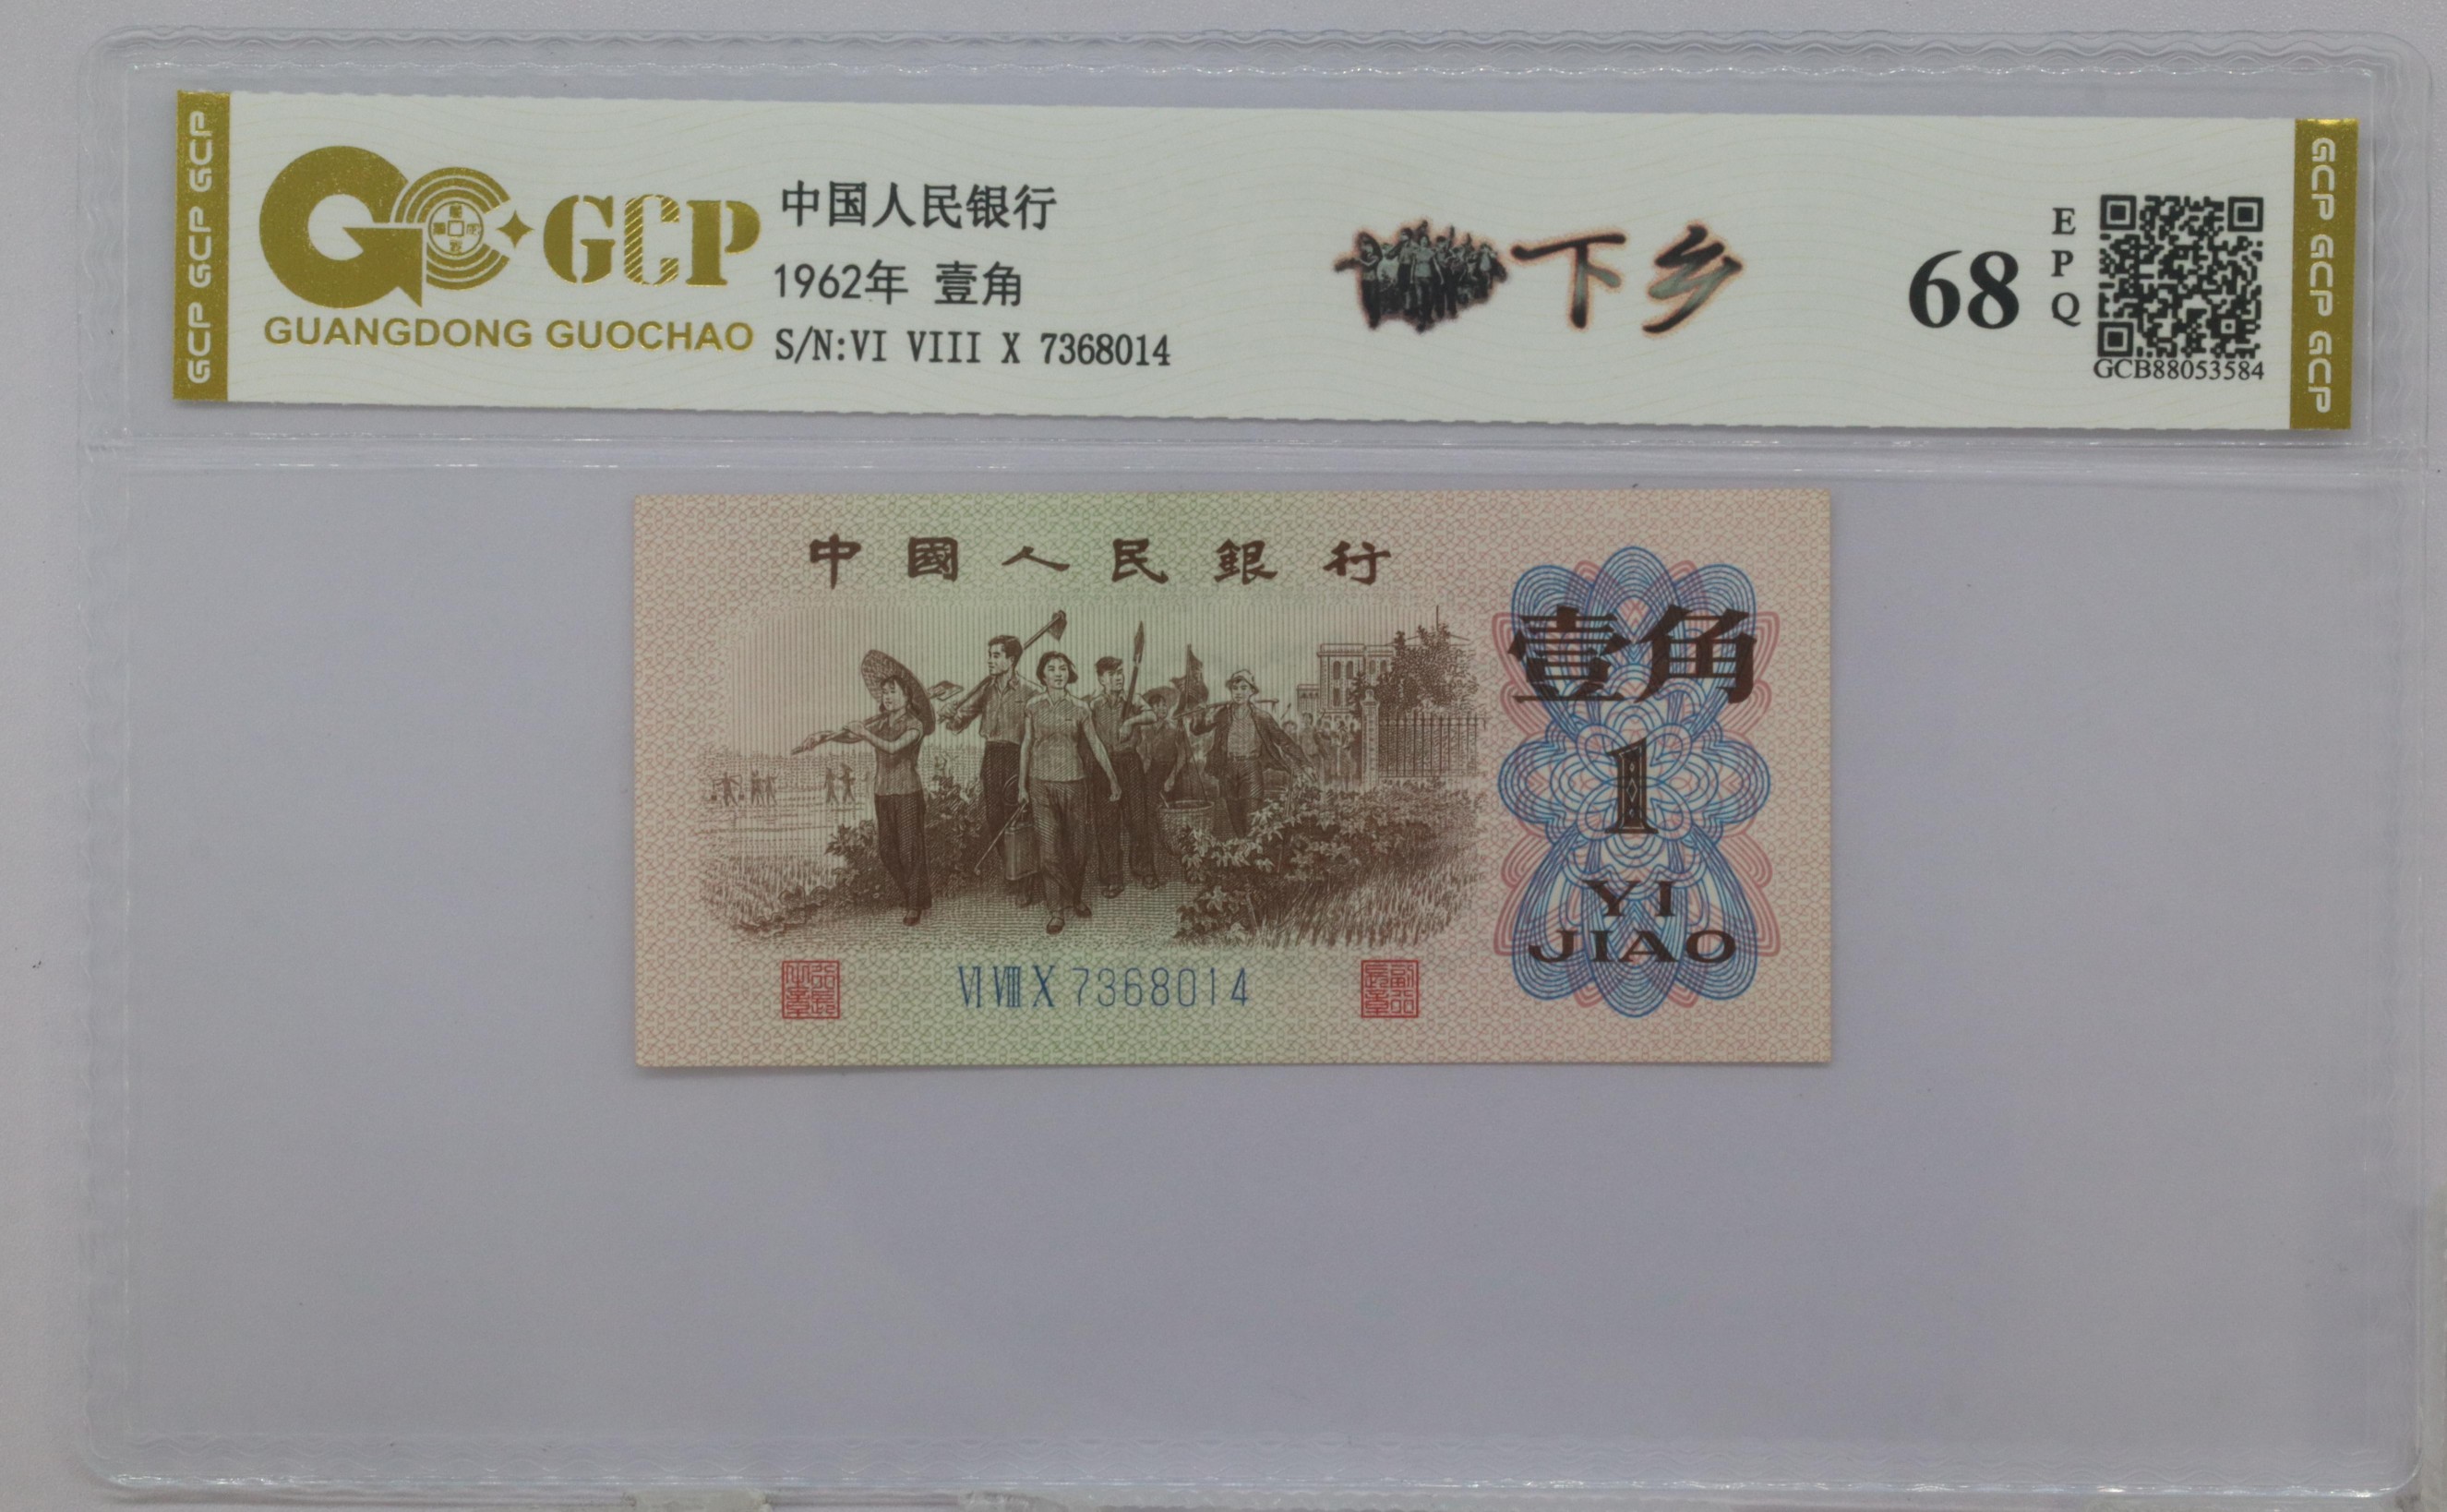 GCP GCP GCP
GCP
GUANGDONG GUOCHAO
中国人民银行
1962年 壹角
S/N:VI VIII X 7368014
下乡
68
EPQ
GCB88053584
GCP GCP GCP
中國人民銀行
壹角
1
YI
JIAO
VI VIII X 7368014